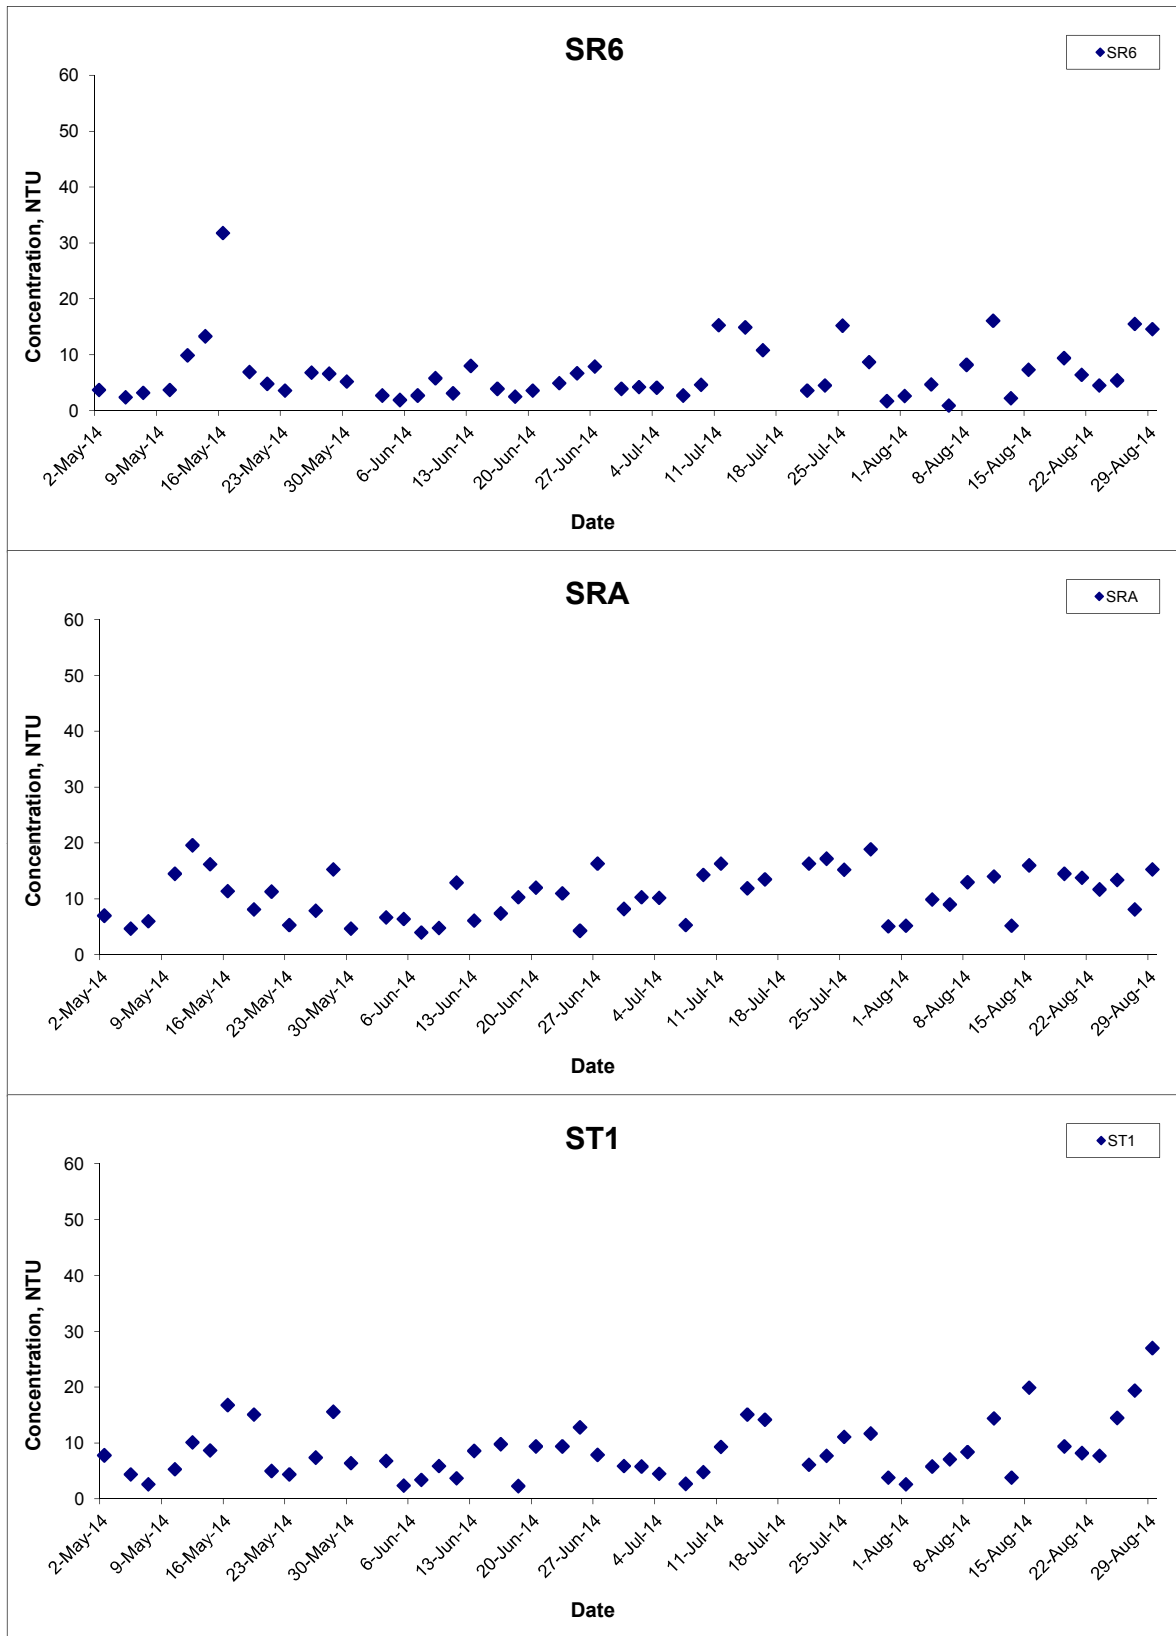 SR6
SR6
60
50
40
30
20
10
0
Concentration, NTU
2-May-14
9-May-14
16-May-14
23-May-14
30-May-14
6-Jun-14
13-Jun-14
20-Jun-14
27-Jun-14
4-Jul-14
11-Jul-14
18-Jul-14
25-Jul-14
1-Aug-14
8-Aug-14
15-Aug-14
22-Aug-14
29-Aug-14
Date
SRA
SRA
60
50
40
30
20
10
0
Concentration, NTU
2-May-14
9-May-14
16-May-14
23-May-14
30-May-14
6-Jun-14
13-Jun-14
20-Jun-14
27-Jun-14
4-Jul-14
11-Jul-14
18-Jul-14
25-Jul-14
1-Aug-14
8-Aug-14
15-Aug-14
22-Aug-14
29-Aug-14
Date
ST1
ST1
60
50
40
30
20
10
0
Concentration, NTU
2-May-14
9-May-14
16-May-14
23-May-14
30-May-14
6-Jun-14
13-Jun-14
20-Jun-14
27-Jun-14
4-Jul-14
11-Jul-14
18-Jul-14
25-Jul-14
1-Aug-14
8-Aug-14
15-Aug-14
22-Aug-14
29-Aug-14
Date